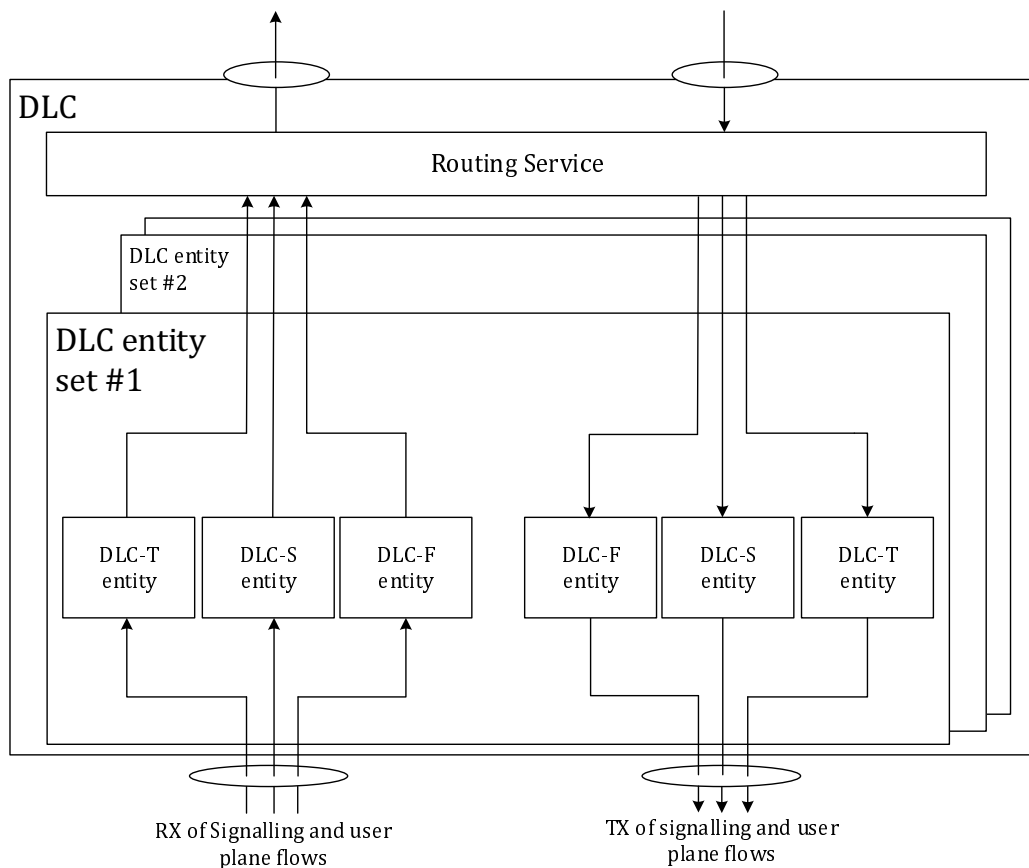 DLC
Routing Service
DLC entity
set #2
DLC entity
set #1
DLC-T
entity
DLC-S
entity
DLC-F
entity
DLC-F
entity
DLC-S
entity
DLC-T
entity
RX of Signalling and user
plane flows
TX of signalling and user
plane flows